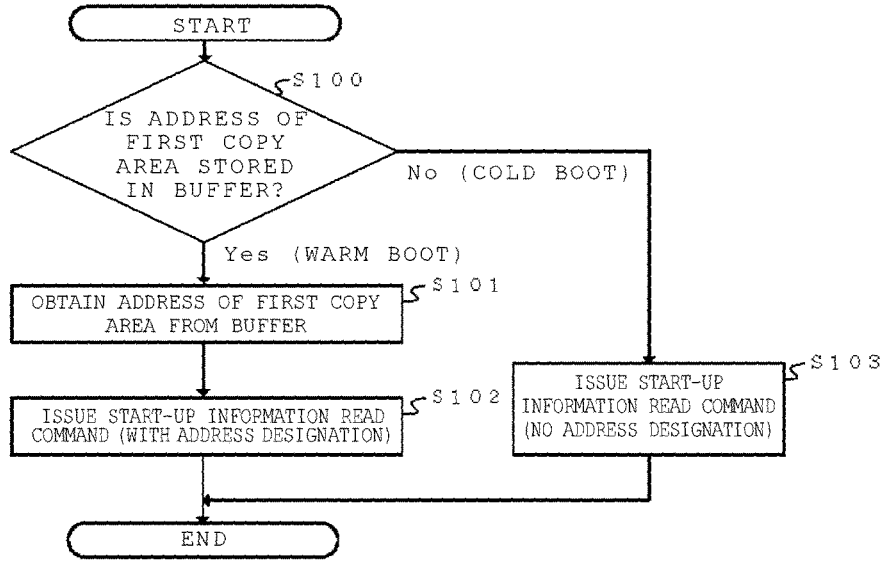 START
S100
IS ADDRESS OF
FIRST COPY
AREA STORED
IN BUFFER?
No (COLD BOOT)
Yes (WARM BOOT)
S101
OBTAIN ADDRESS OF FIRST COPY
AREA FROM BUFFER
S102
ISSUE START-UP INFORMATION READ
COMMAND (WITH ADDRESS DESIGNATION)
S103
ISSUE START-UP
INFORMATION READ COMMAND
(NO ADDRESS DESIGNATION)
END